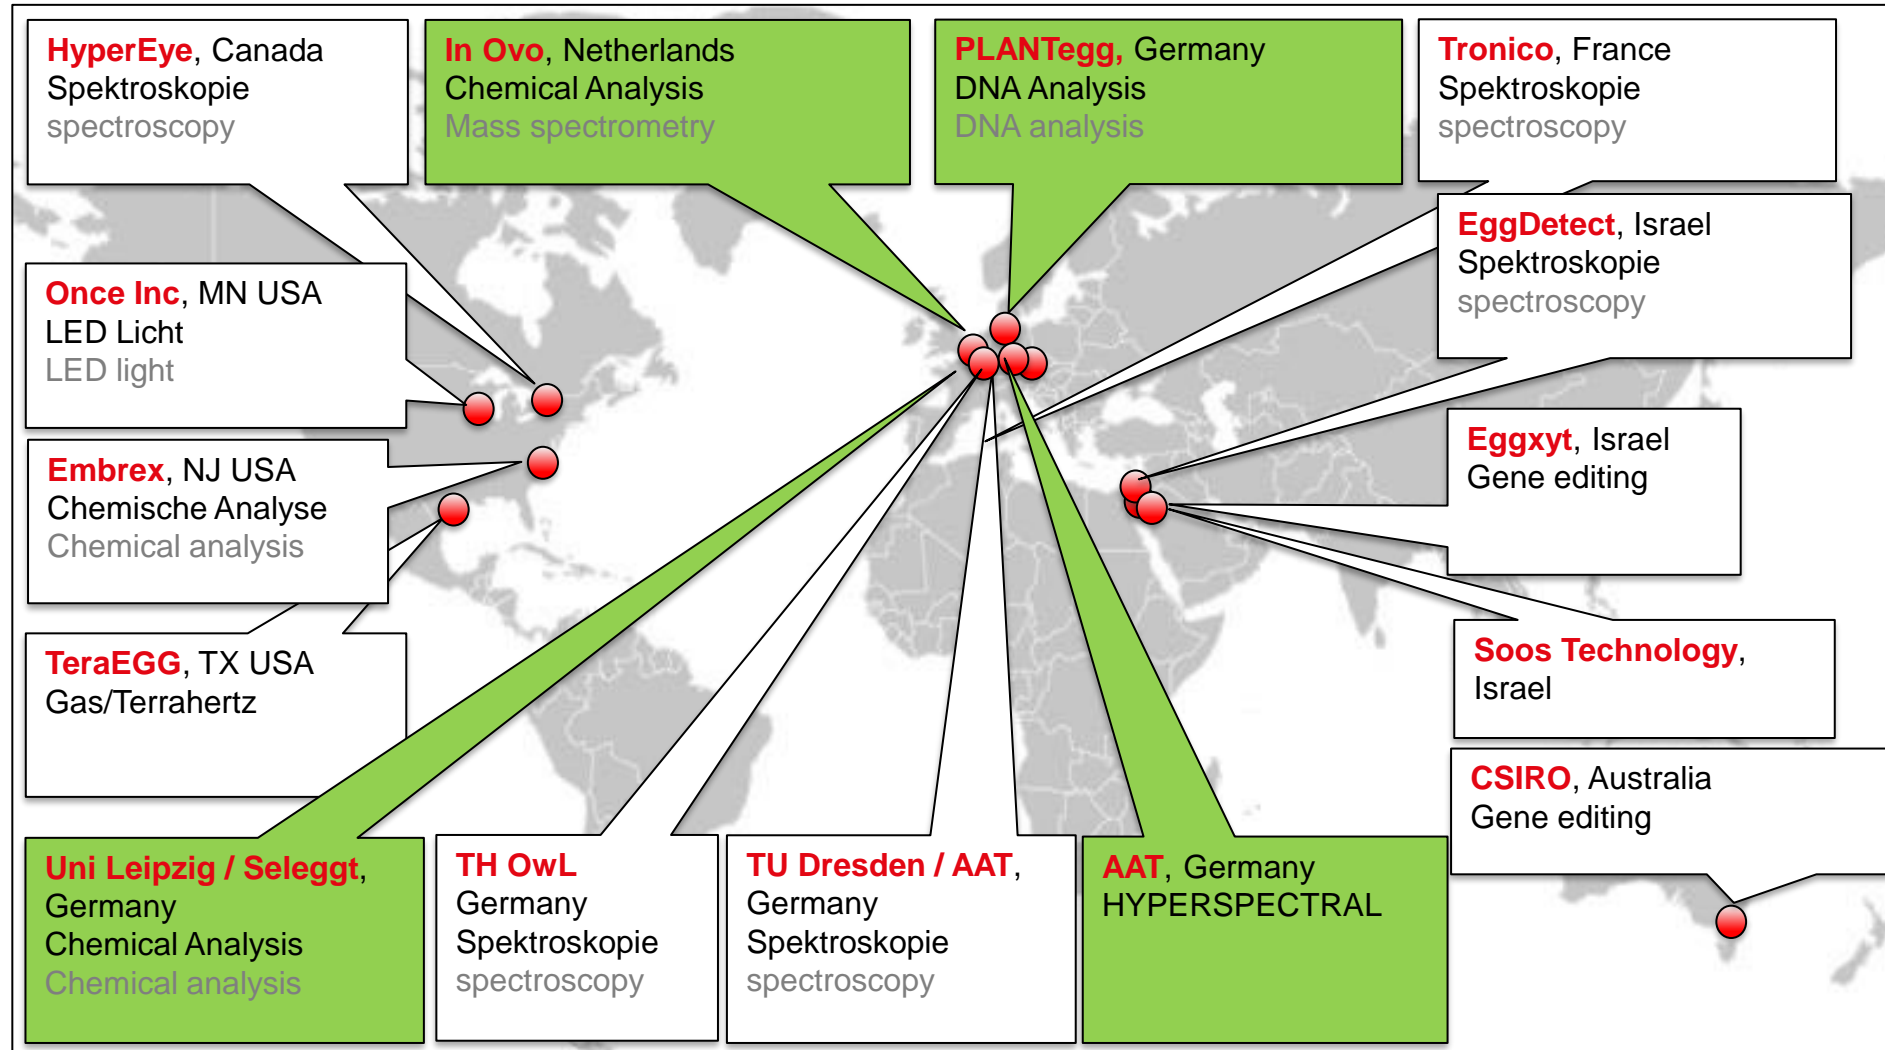 HyperEye, Canada
Spektroskopie
spectroscopy
In Ovo, Netherlands
Chemical Analysis
Mass spectrometry
PLANTegg, Germany
DNA Analysis
DNA analysis
Tronico, France
Spektroskopie
spectroscopy
EggDetect, Israel
Spektroskopie
spectroscopy
Once Inc, MN USA
LED Licht
LED light
Eggxyt, Israel
Gene editing
Embrex, NJ USA
Chemische Analyse
Chemical analysis
TeraEGG, TX USA
Gas/Terrahertz
Soos Technology,
Israel
CSIRO, Australia
Gene editing
Uni Leipzig / Seleggt,
Germany
Chemical Analysis
Chemical analysis
TH OwL
Germany
Spektroskopie
spectroscopy
TU Dresden / AAT,
Germany
Spektroskopie
spectroscopy
AAT, Germany
HYPERSPECTRAL